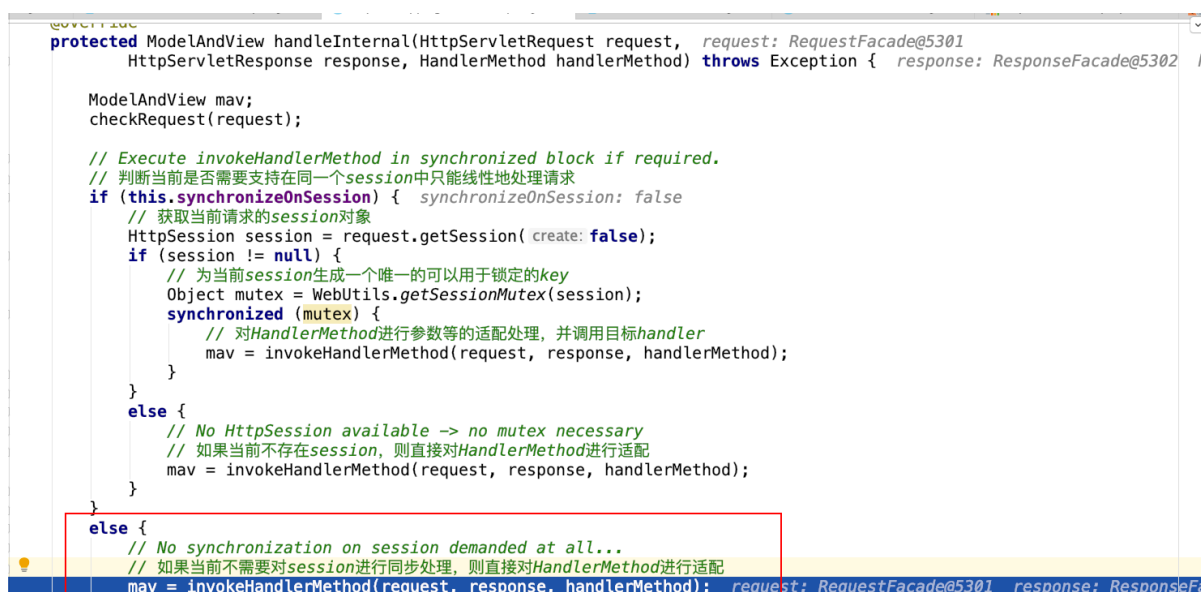 @Override
protected ModelAndView handleInternal(HttpServletRequest request,  request: RequestFacade@5301
HttpServletResponse response, HandlerMethod handlerMethod) throws Exception {  response: ResponseFacade@5302
ModelAndView mav;
checkRequest(request);
// Execute invokeHandlerMethod in synchronized block if required.
// 判断当前是否需要支持在同一个session中只能线性地处理请求
if (this.synchronizeOnSession) {  synchronizeOnSession: false
// 获取当前请求的session对象
HttpSession session = request.getSession( create: false);
if (session != null) {
// 为当前session生成一个唯一的可以用于锁定的key
Object mutex = WebUtils.getSessionMutex(session);
synchronized (mutex) {
// 对HandlerMethod进行参数等的适配处理，并调用目标handler
mav = invokeHandlerMethod(request, response, handlerMethod);
}
}
else {
// No HttpSession available -> no mutex necessary
// 如果当前不存在session，则直接对HandlerMethod进行适配
mav = invokeHandlerMethod(request, response, handlerMethod);
}
}
else {
// No synchronization on session demanded at all...
// 如果当前不需要对session进行同步处理，则直接对HandlerMethod进行适配
mav = invokeHandlerMethod(request, response, handlerMethod);  request: RequestFacade@5301  response: ResponseFa